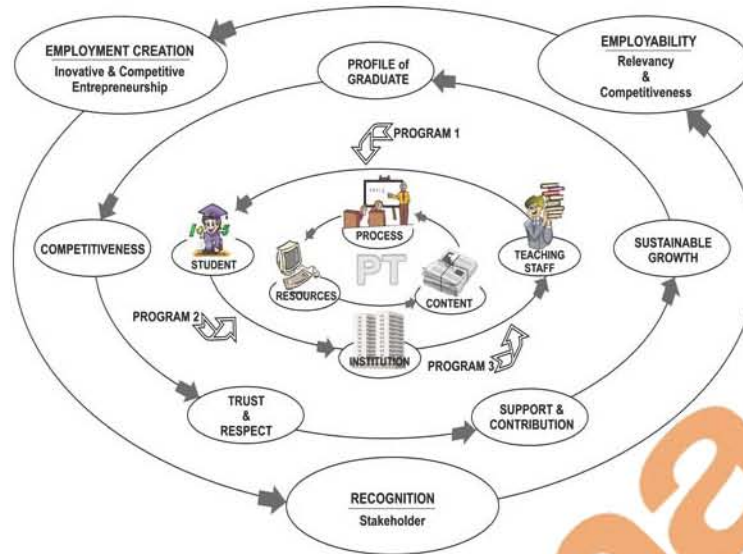 EMPLOYMENT CREATION
Inovative & Competitive
Entrepreneurship
EMPLOYABILITY
Relevancy
&
Competitiveness
PROFILE of
GRADUATE
PROGRAM 1
PROCESS
COMPETITIVENESS
STUDENT
PT
TEACHING
STAFF
SUSTAINABLE
GROWTH
RESOURCES
CONTENT
PROGRAM 2
INSTITUTION
PROGRAM 3
TRUST
&
RESPECT
SUPPORT &
CONTRIBUTION
RECOGNITION
Stakeholder